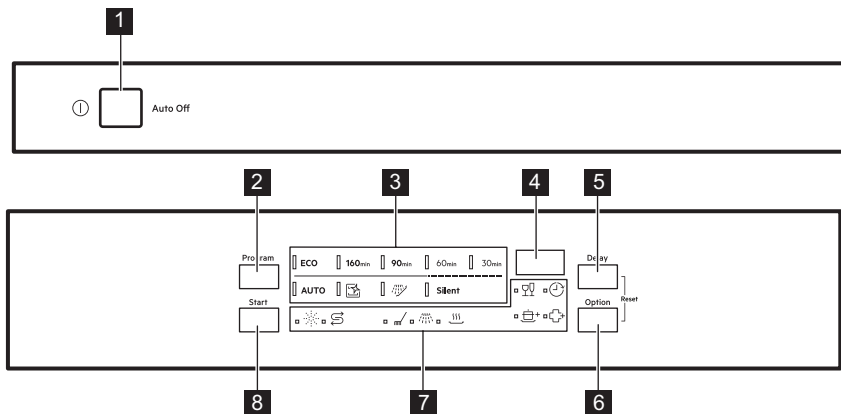 1
Auto Off
2
3
4
5
Program
ECO 160min 90min 60min 30min
Delay
AUTO Silent
Reset
Start
Option
8
7
6